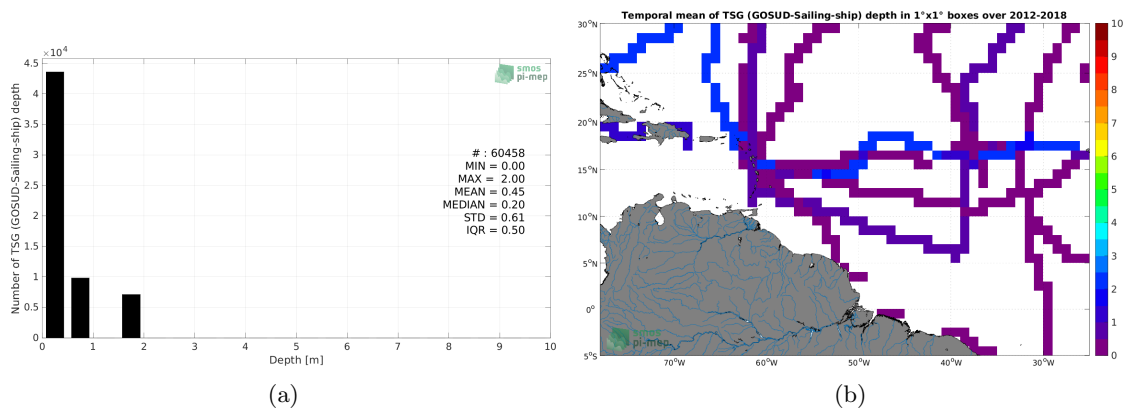 Temporal mean of TSG (GOSUD-Sailing-ship) depth in 1°x1° boxes over 2012-2018
×10⁴
4.5
4
3.5
3
2.5
2
1.5
1
0.5
0
Number of TSG (GOSUD-Sailing-ship) depth
smos
pi-mep
# : 60458
MIN = 0.00
MAX = 2.00
MEAN = 0.45
MEDIAN = 0.20
STD = 0.61
IQR = 0.50
0 1 2 3 4 5 6 7 8 9 10
Depth [m]
(a)
30°N
25°N
20°N
15°N
10°N
5°N
0°
5°S
70°W 60°W 50°W 40°W 30°W
smos
pi-mep
10
9
8
7
6
5
4
3
2
1
0
(b)